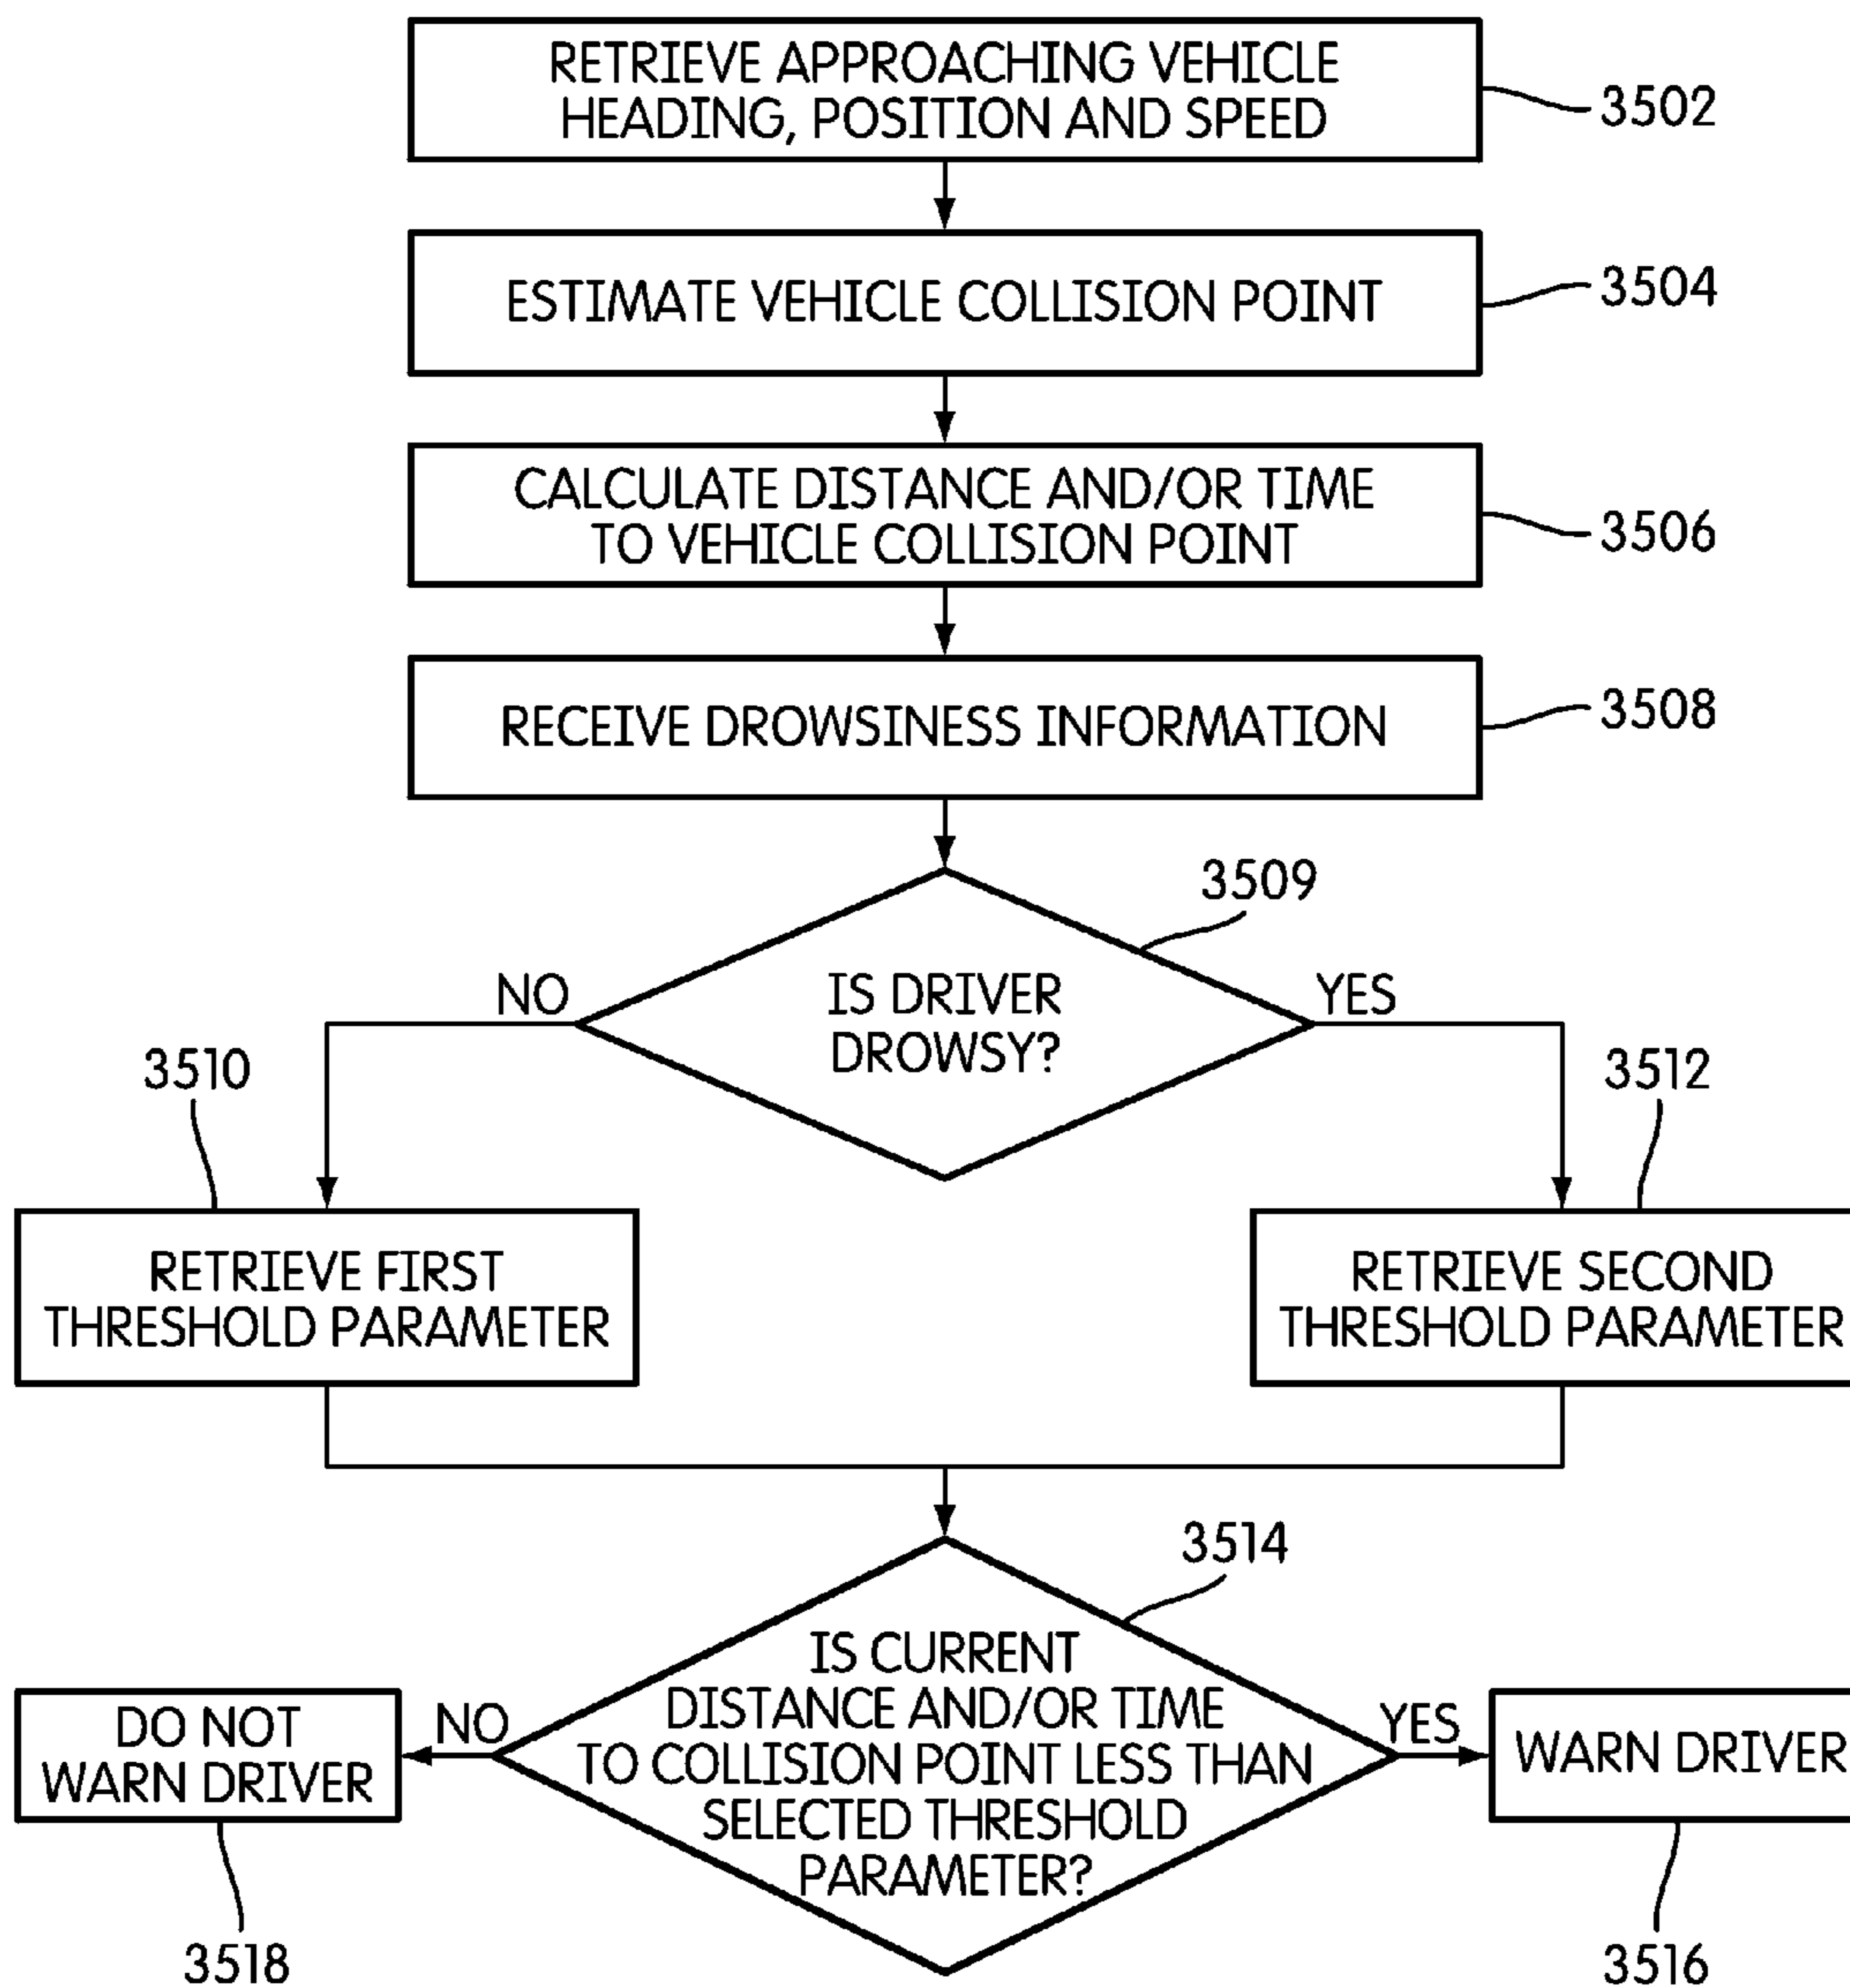 RETRIEVE APPROACHING VEHICLE
HEADING, POSITION AND SPEED
3502
ESTIMATE VEHICLE COLLISION POINT
3504
CALCULATE DISTANCE AND/OR TIME
TO VEHICLE COLLISION POINT
3506
RECEIVE DROWSINESS INFORMATION
3508
3509
IS DRIVER
DROWSY?
NO
YES
3510
3512
RETRIEVE FIRST
THRESHOLD PARAMETER
RETRIEVE SECOND
THRESHOLD PARAMETER
3514
IS CURRENT
DISTANCE AND/OR TIME
TO COLLISION POINT LESS THAN
SELECTED THRESHOLD
PARAMETER?
NO
YES
DO NOT
WARN DRIVER
WARN DRIVER
3518
3516